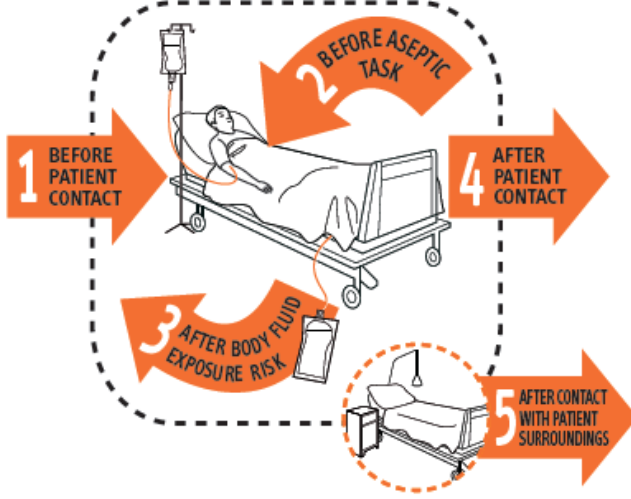 1 BEFORE
PATIENT
CONTACT
2 BEFORE ASEPTIC
TASK
3 AFTER BODY FLUID
EXPOSURE RISK
4 AFTER
PATIENT
CONTACT
5 AFTER CONTACT
WITH PATIENT
SURROUNDINGS